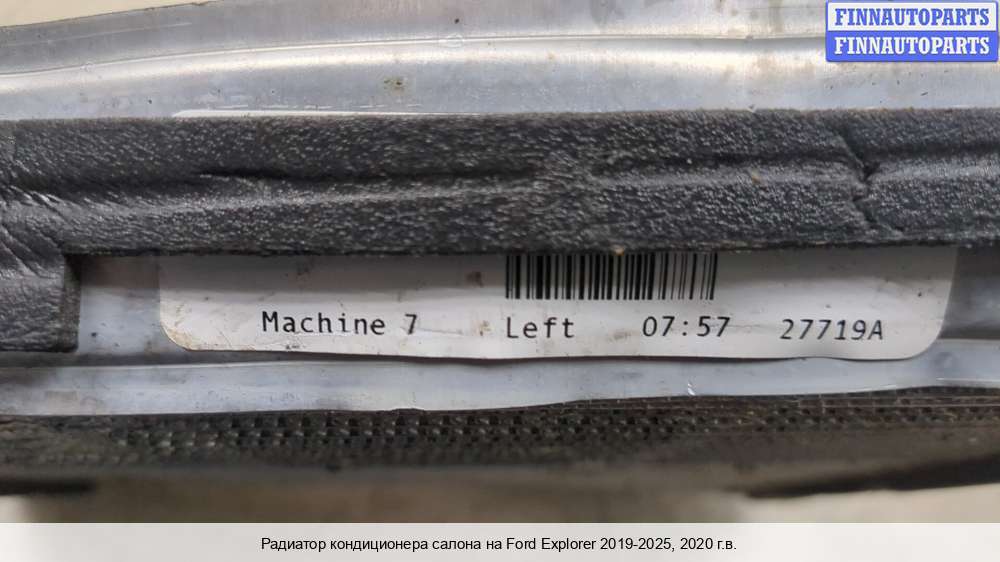 FINNAUTOPARTS
FINNAUTOPARTS
Machine 7 Left 07:57 27719A
Радиатор кондиционера салона на Ford Explorer 2019-2025, 2020 г.в.